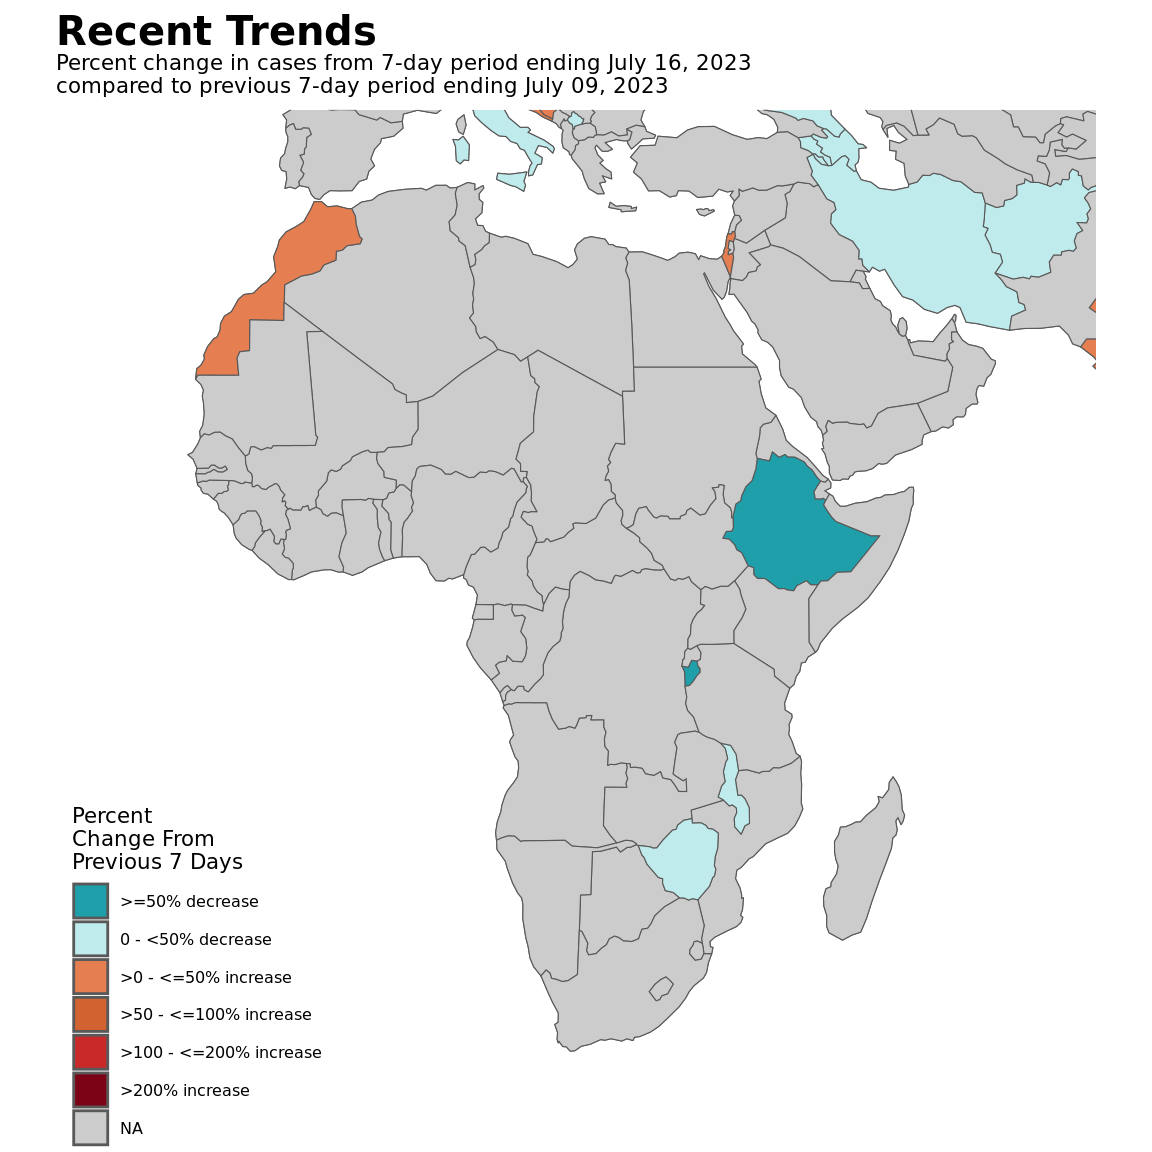 Recent Trends
Percent change in cases from 7-day period ending July 16, 2023
compared to previous 7-day period ending July 09, 2023
Percent
Change From
Previous 7 Days
>=50% decrease
0 - <50% decrease
>0 - <=50% increase
>50 - <=100% increase
>100 - <=200% increase
>200% increase
NA